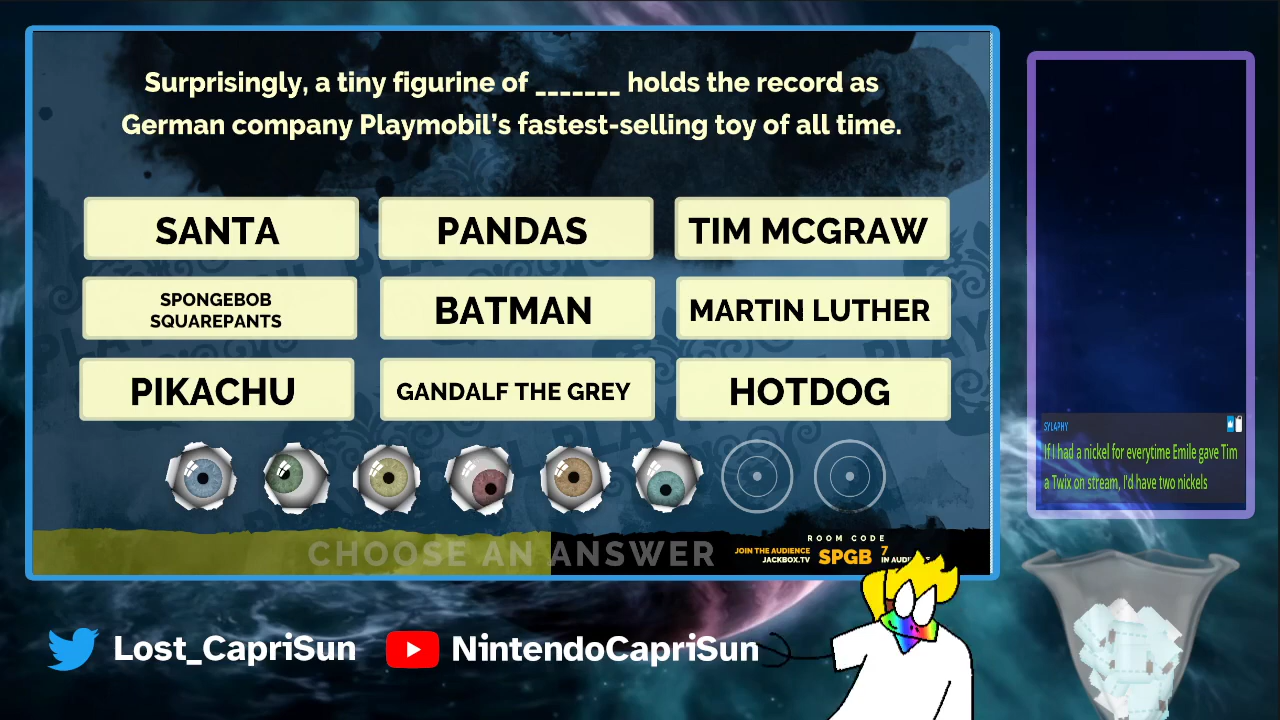 Surprisingly, a tiny figurine of _______ holds the record as
German company Playmobil's fastest-selling toy of all time.
SANTA
PANDAS
TIM MCGRAW
SPONGEBOB
SQUAREPANTS
BATMAN
MARTIN LUTHER
PIKACHU
GANDALF THE GREY
HOTDOG
CHOOSE AN ANSWER
ROOM CODE
JOIN THE AUDIENCE
JACKBOX.TV
SPGB
7
SYL4PHY
If I had a nickel for everytime Emile gave Tim
a Twix on stream, I'd have two nickels
Lost_CapriSun
NintendoCapriSun